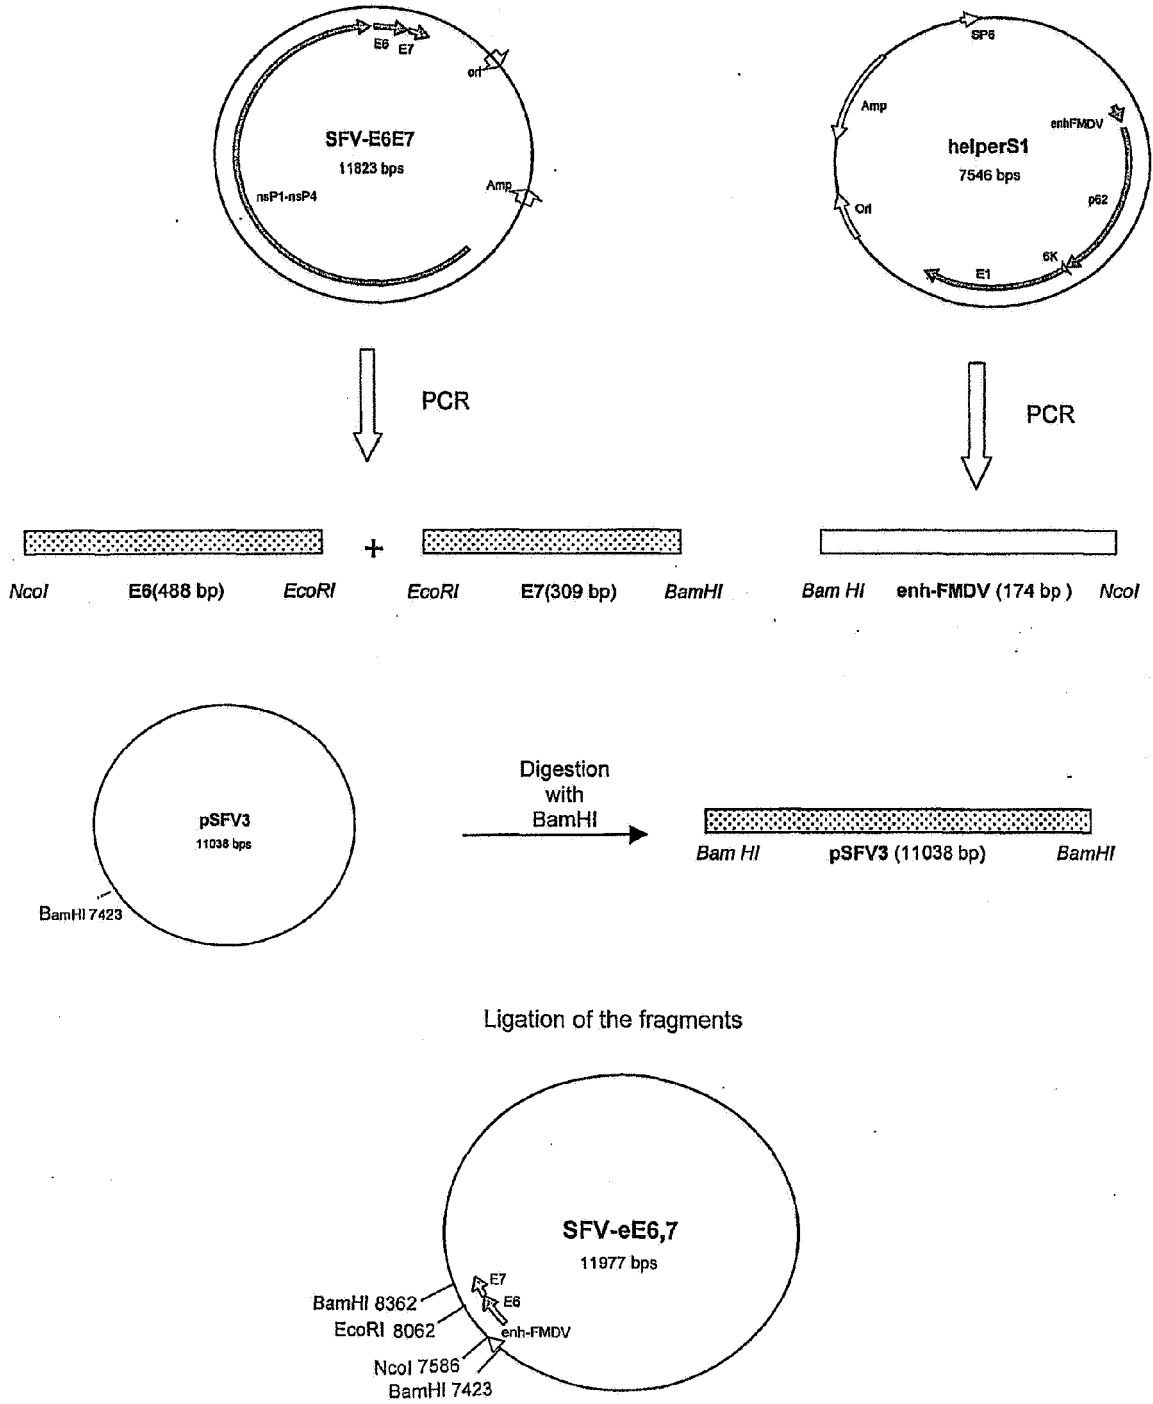 E6
E7
ori
SFV-E6E7
11823 bps
Amp
nsP1-nsP4
SP6
Amp
enhFMDV
helperS1
7546 bps
p62
Ori
6K
E1
PCR
PCR
+
NcoI E6(488 bp) EcoRI EcoRI E7(309 bp) BamHI Bam HI enh-FMDV (174 bp ) NcoI
pSFV3
11038 bps
BamHI 7423
Digestion
with
BamHI
Bam HI pSFV3 (11038 bp) BamHI
Ligation of the fragments
SFV-eE6,7
11977 bps
E7
E6
enh-FMDV
BamHI 8362
EcoRI 8062
NcoI 7586
BamHI 7423